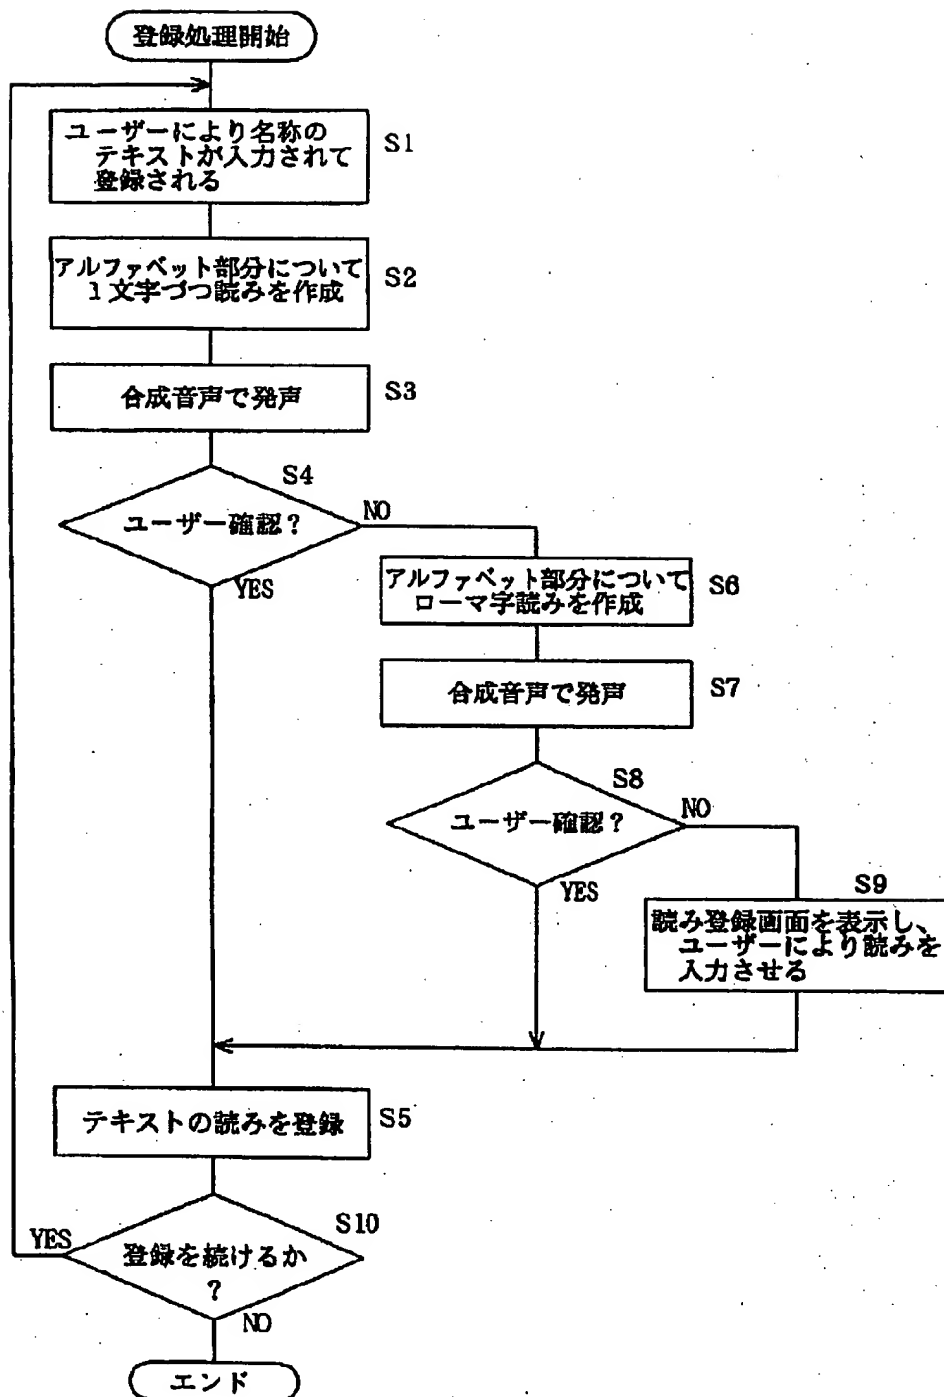 登録処理開始
ユーザーにより名称の
テキストが入力されて
登録される
S1
アルファベット部分について
1文字づつ読みを作成
S2
合成音声で発声
S3
S4
ユーザー確認？
NO
YES
アルファベット部分について
ローマ字読みを作成
S6
合成音声で発声
S7
S8
ユーザー確認？
NO
YES
S9
読み登録画面を表示し、
ユーザーにより読みを
入力させる
テキストの読みを登録
S5
S10
YES
登録を続けるか
？
NO
エンド